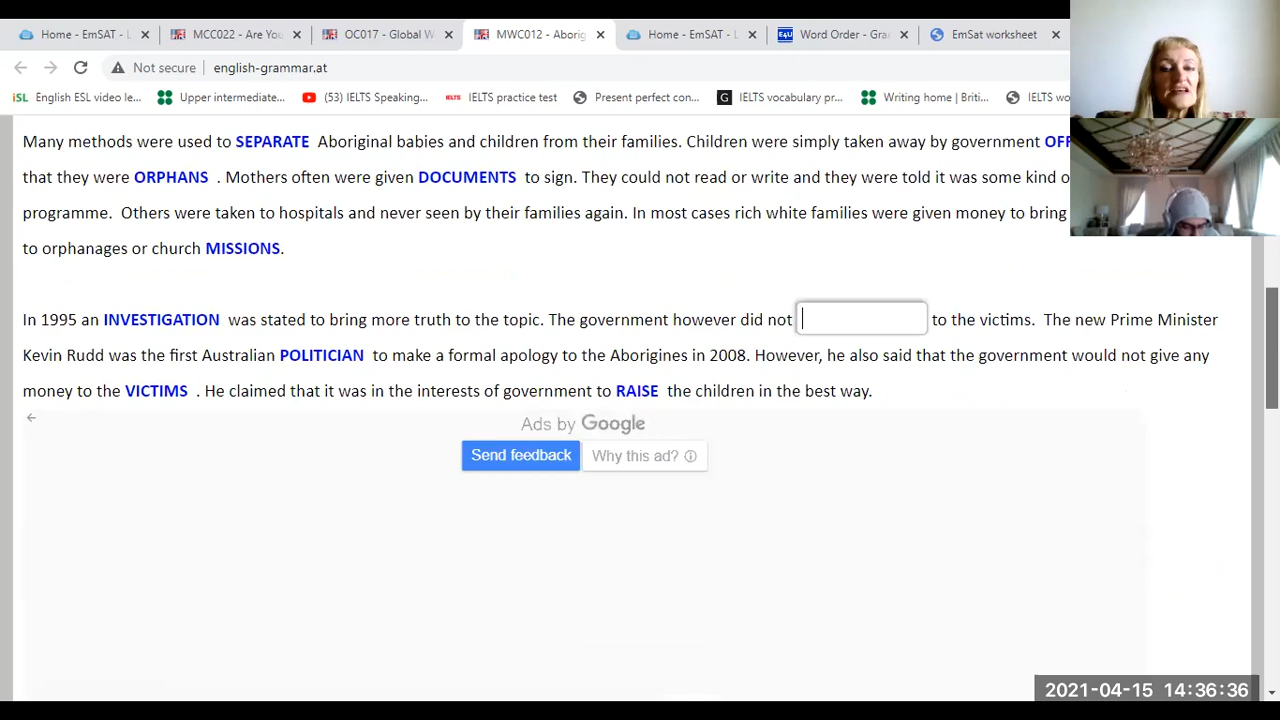 Home - EmSAT - L
MCC022 - Are You
OC017 - Global W
MWC012 - Aborig
Home - EmSAT - L
Word Order - Gra
EmSat worksheet
Not secure
english-grammar.at
iSL English ESL video le...
Upper intermediate...
(53) IELTS Speaking...
IELTS practice test
Present perfect con...
IELTS vocabulary pr...
Writing home | Briti...
IELTS wo
Many methods were used to SEPARATE Aboriginal babies and children from their families. Children were simply taken away by government OFF
that they were ORPHANS . Mothers often were given DOCUMENTS to sign. They could not read or write and they were told it was some kind o
programme. Others were taken to hospitals and never seen by their families again. In most cases rich white families were given money to bring
to orphanages or church MISSIONS.
In 1995 an INVESTIGATION was stated to bring more truth to the topic. The government however did not to the victims. The new Prime Minister
Kevin Rudd was the first Australian POLITICIAN to make a formal apology to the Aborigines in 2008. However, he also said that the government would not give any
money to the VICTIMS . He claimed that it was in the interests of government to RAISE the children in the best way.
Ads by Google
Send feedback
Why this ad?
2021-04-15 14:36:36